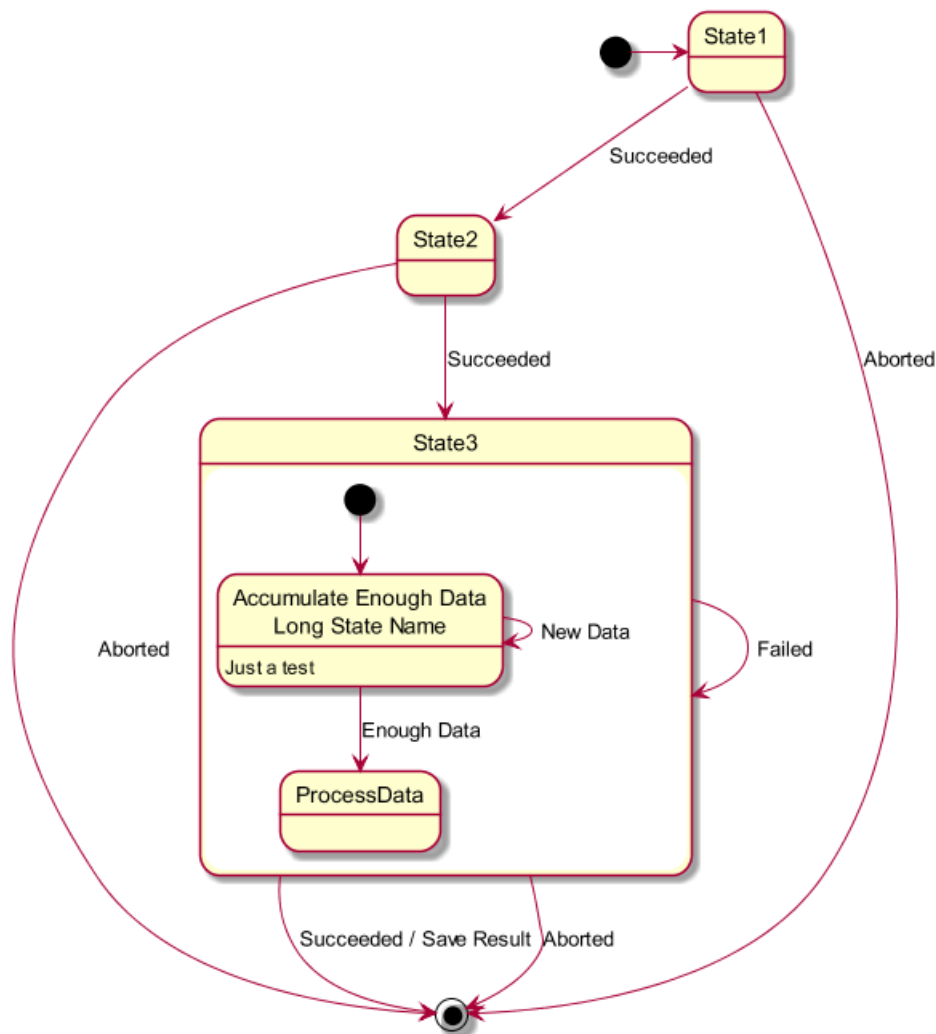 State1
Succeeded
State2
Succeeded
Aborted
State3
Accumulate Enough Data
Long State Name
New Data
Just a test
Aborted
Failed
Enough Data
ProcessData
Succeeded / Save Result
Aborted